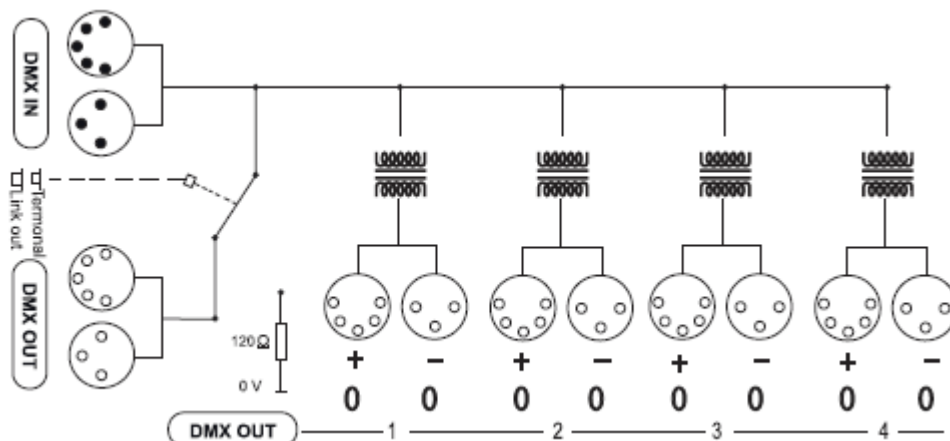 DMX IN
Termonal
Link out
DMX OUT
120 Ω
0 V
+ − + − + − + −
0 0 0 0 0 0 0 0
DMX OUT 1 2 3 4